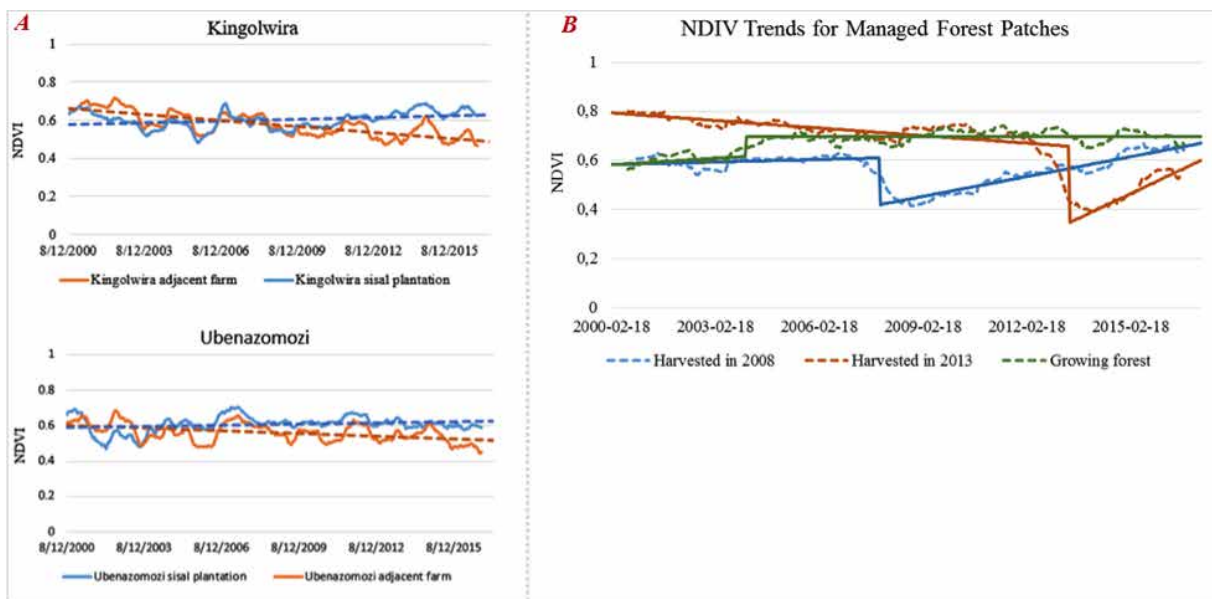 A
Kingolwira
NDVI
1
0.8
0.6
0.4
0.2
0
8/12/2000 8/12/2003 8/12/2006 8/12/2009 8/12/2012 8/12/2015
Kingolwira adjacent farm Kingolwira sisal plantation
Ubenazomozi
NDVI
1
0.8
0.6
0.4
0.2
0
8/12/2000 8/12/2003 8/12/2006 8/12/2009 8/12/2012 8/12/2015
Ubenazomozi sisal plantation Ubenazomozi adjacent farm
B
NDIV Trends for Managed Forest Patches
NDVI
1
0,8
0,6
0,4
0,2
0
2000-02-18 2003-02-18 2006-02-18 2009-02-18 2012-02-18 2015-02-18
Harvested in 2008 Harvested in 2013 Growing forest